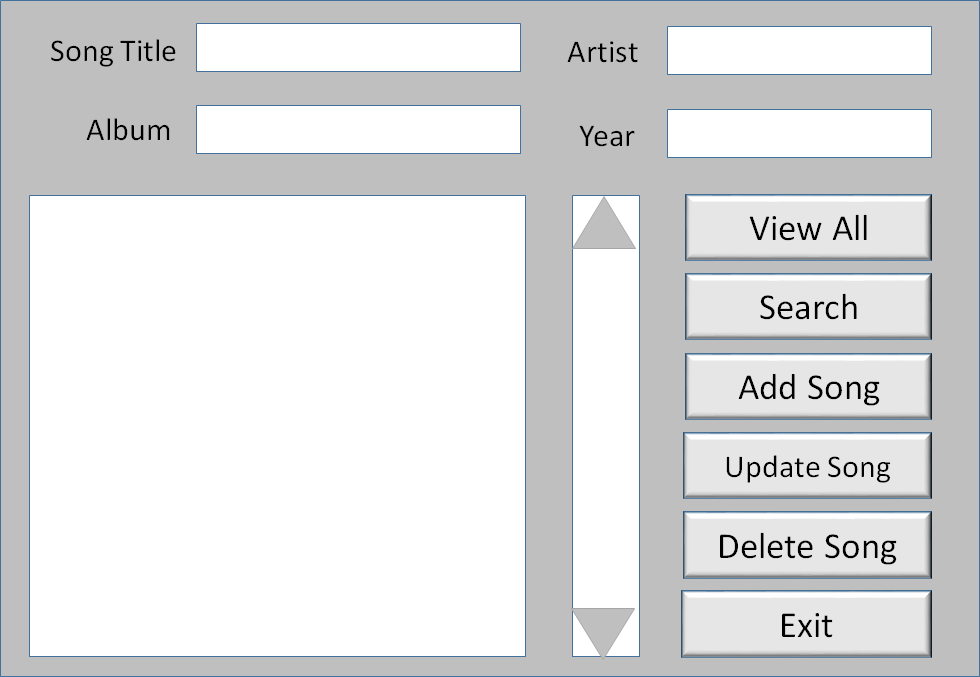 Song Title
Artist
Album
Year
View All
Search
Add Song
Update Song
Delete Song
Exit